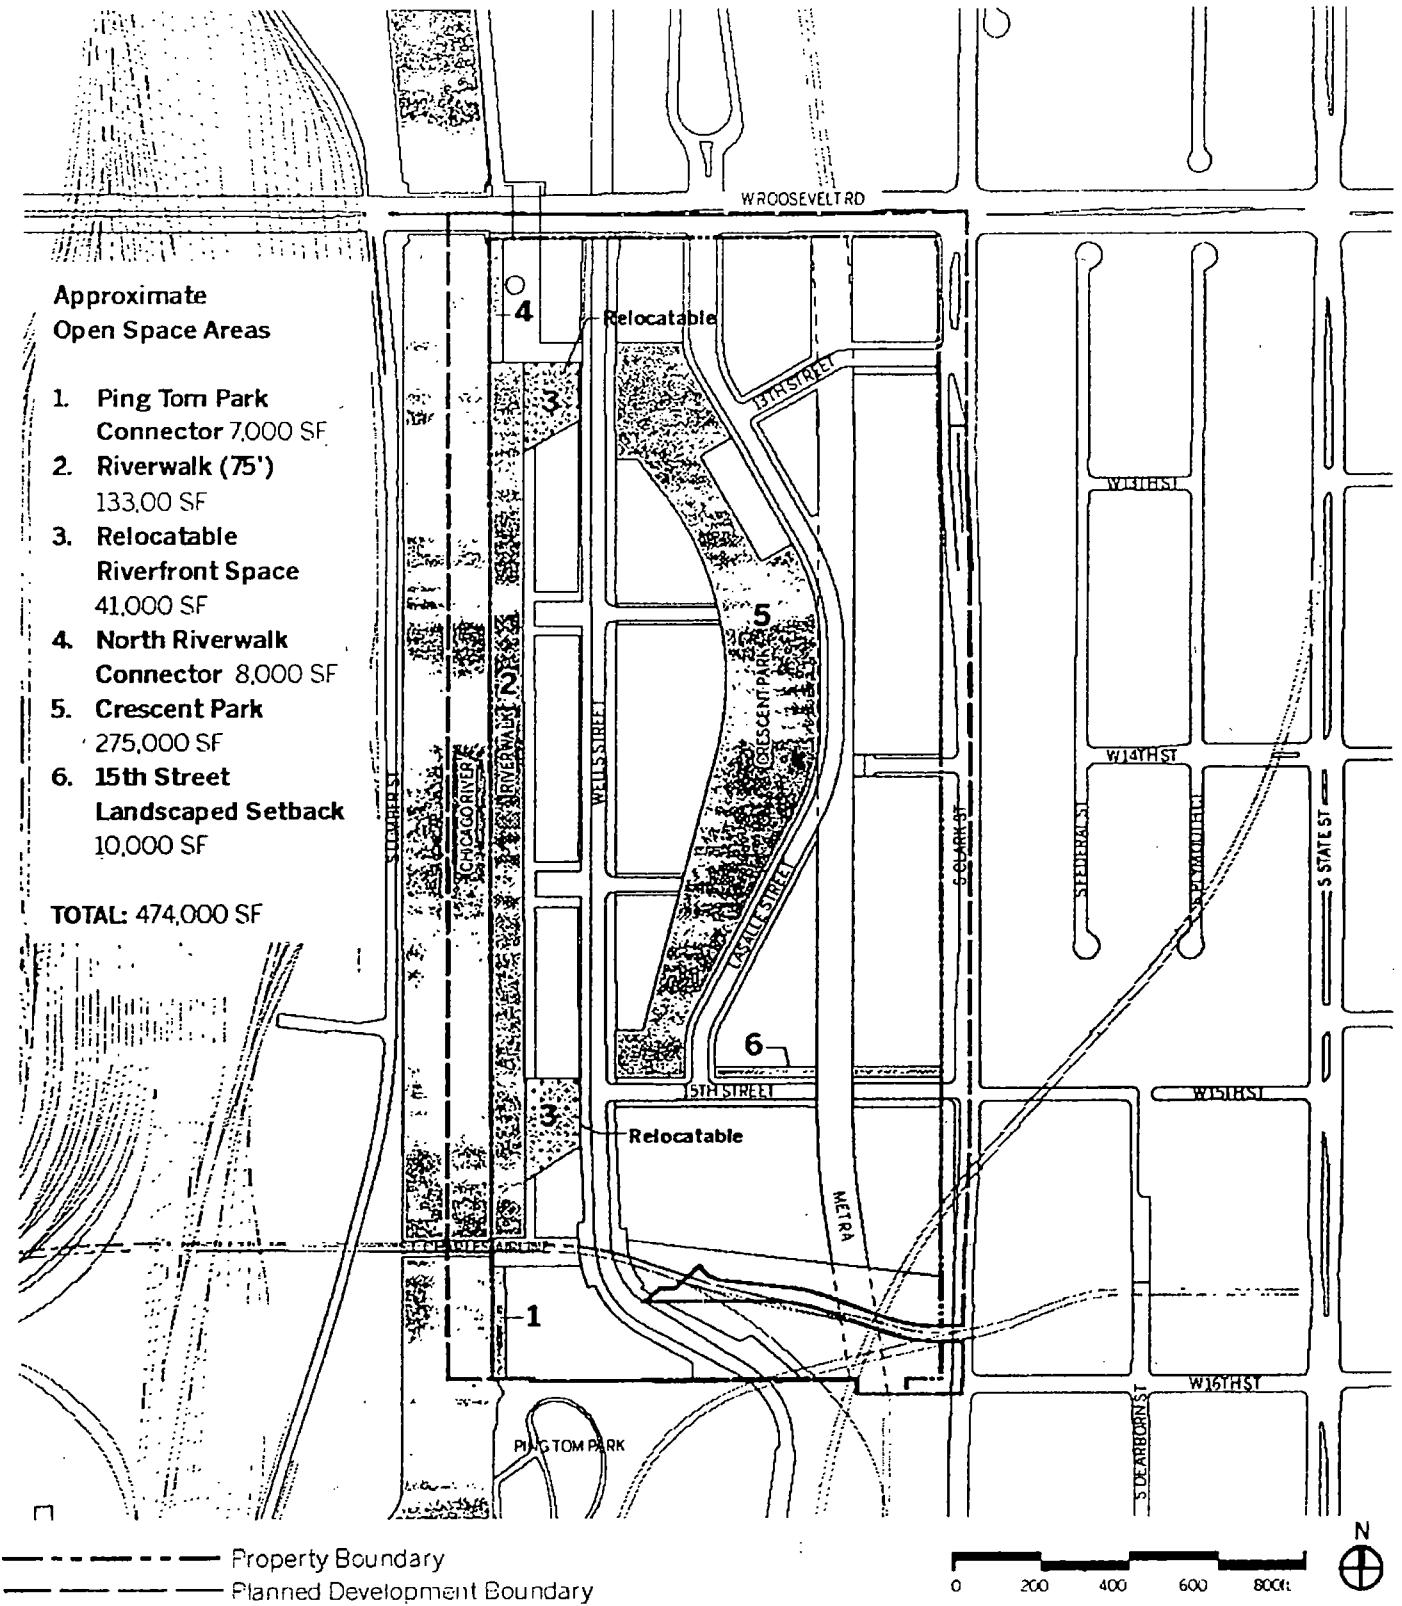 W ROOSEVELT RD
Approximate
Open Space Areas
1. Ping Tom Park
Connector 7,000 SF
2. Riverwalk (75')
133,00 SF
3. Relocatable
Riverfront Space
41,000 SF
4. North Riverwalk
Connector 8,000 SF
5. Crescent Park
275,000 SF
6. 15th Street
Landscaped Setback
10,000 SF
TOTAL: 474,000 SF
4
Relocatable
3
13TH STREET
W 13TH ST
5
2
CRESCENT PARK
WELLS STREET
RIVERWALK
CHICAGO RIVER
S LUMBER ST
W 14TH ST
S CLARK ST
S FEDERAL ST
S PLYMOUTH CT
S STATE ST
LASALLE STREET
6
15TH STREET
W 15TH ST
3
Relocatable
METRA
ST CHARLES AIRLINE
1
W 16TH ST
S DEARBORN ST
PING TOM PARK
N
Property Boundary
Planned Development Boundary
0 200 400 600 800ft